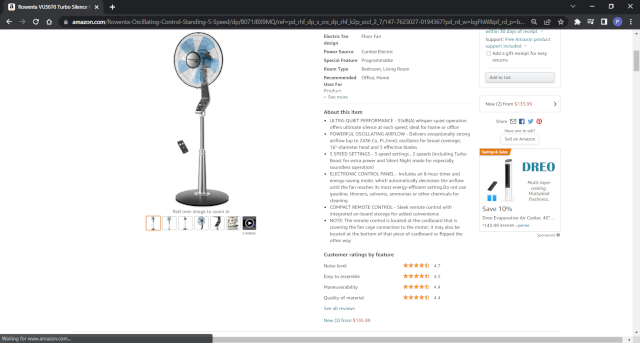 Rowenta VU5670 Turbo Silence
amazon.com/Rowenta-Oscillating-Control-Standing-5-Speed/dp/B071J8X9MQ/ref=pd_rhf_dp_s_im_dp_rhf_k2p_xscl_2_7/147-7623027-0194367?pd_rd_w=bgFhW&pf_rd_p=b...
Electric fan design
Floor Fan
Power Source
Corded Electric
Special Feature
Programmable
Room Type
Bedroom, Living Room
Recommended Uses For Product
Office, Home
See more
About this item
ULTRA-QUIET PERFORMANCE - 35dB(A) whisper-quiet operation
offers ultimate silence at each speed; ideal for home or office
POWERFUL OSCILLATING AIRFLOW - Delivers exceptionally strong
airflow (up to 2436 Cu. Ft./min); oscillates for broad coverage;
16"-diameter head and 5 effective blades
5 SPEED SETTINGS - 3 speed settings , 2 speeds (including Turbo
Boost for extra power and Silent Night mode for especially
soundless operation)
ELECTRONIC CONTROL PANEL - Includes an 8-hour timer and
energy-saving mode, which automatically decreases the airflow
until the fan reaches its most energy-efficient setting.Do not use
gasoline, thinners, solvents, ammonia or other chemicals for
cleaning
COMPACT REMOTE CONTROL - Sleek remote control with
integrated on-board storage for added convenience
NOTE: The remote control is located at the cardboard that is
covering the fan cage connection to the motor; it may also be
located at the bottom of that piece of cardboard or flipped the
other way
Roll over image to zoom in
Customer ratings by feature
Noise level 4.7
Easy to assemble 4.5
Maneuverability 4.4
Quality of material 4.4
See all reviews
New (2) from $135.99
within 30 days of receipt
Support: Free Amazon product
support included
Add a gift receipt for easy
returns
Add to List
New (2) from $135.99
Share
Have one to sell?
Sell on Amazon
Savings & Sales
DREO
Multi-layer
cooling.
Multiplied
freshness.
Save 10%
Dreo Evaporative Air Cooler, 40"...
Sponsored
Waiting for www.amazon.com...